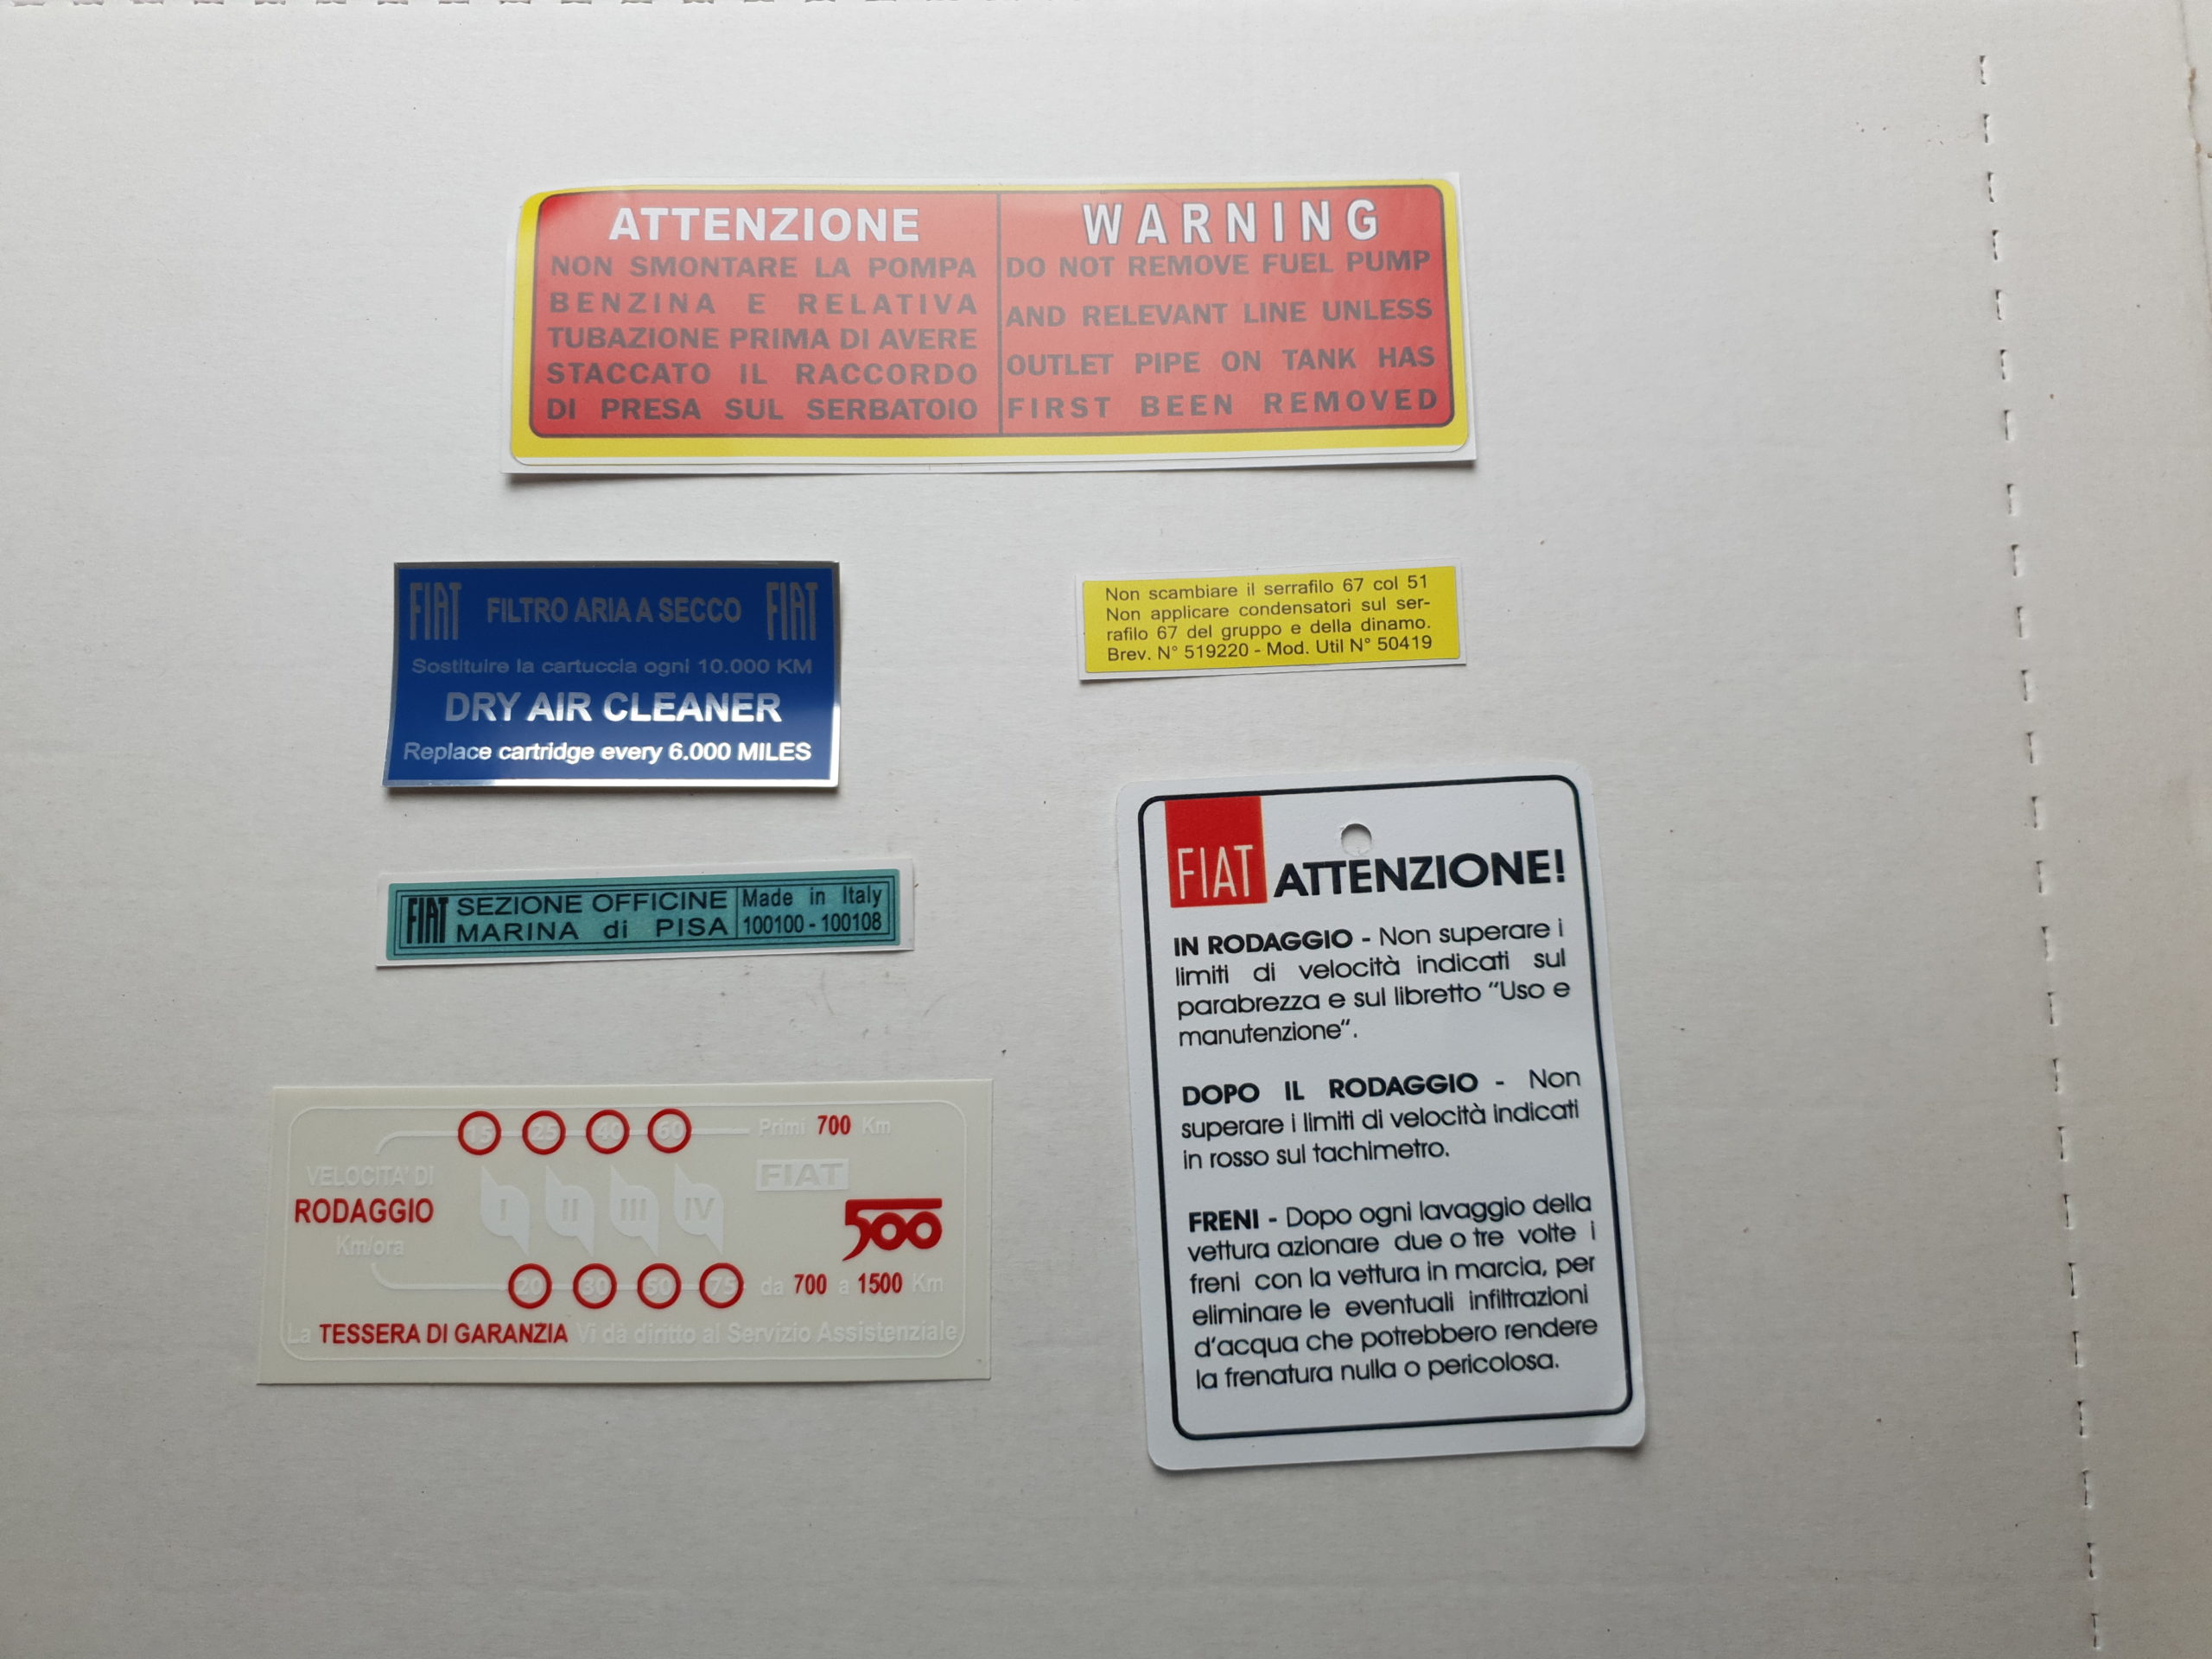 ATTENZIONE
NON SMONTARE LA POMPA
BENZINA E RELATIVA
TUBAZIONE PRIMA DI AVERE
STACCATO IL RACCORDO
DI PRESA SUL SERBATOIO
WARNING
DO NOT REMOVE FUEL PUMP
AND RELEVANT LINE UNLESS
OUTLET PIPE ON TANK HAS
FIRST BEEN REMOVED
FIAT FILTRO ARIA A SECCO FIAT
Sostituire la cartuccia ogni 10.000 KM
DRY AIR CLEANER
Replace cartridge every 6.000 MILES
Non scambiare il serrafilo 67 col 51
Non applicare condensatori sul ser-
rafilo 67 del gruppo e della dinamo.
Brev. N° 519220 - Mod. Util N° 50419
FIAT
SEZIONE OFFICINE
MARINA di PISA
Made in Italy
100100 - 100108
FIAT ATTENZIONE!
IN RODAGGIO - Non superare i
limiti di velocità indicati sul
parabrezza e sul libretto “Uso e
manutenzione“.
DOPO IL RODAGGIO - Non
superare i limiti di velocità indicati
in rosso sul tachimetro.
FRENI - Dopo ogni lavaggio della
vettura azionare due o tre volte i
freni con la vettura in marcia, per
eliminare le eventuali infiltrazioni
d'acqua che potrebbero rendere
la frenatura nulla o pericolosa.
15 25 40 60 Primi 700 Km
VELOCITA' DI
RODAGGIO
Km/ora
I II III IV
FIAT
500
20 30 50 75 da 700 a 1500 Km
La TESSERA DI GARANZIA Vi dà diritto al Servizio Assistenziale